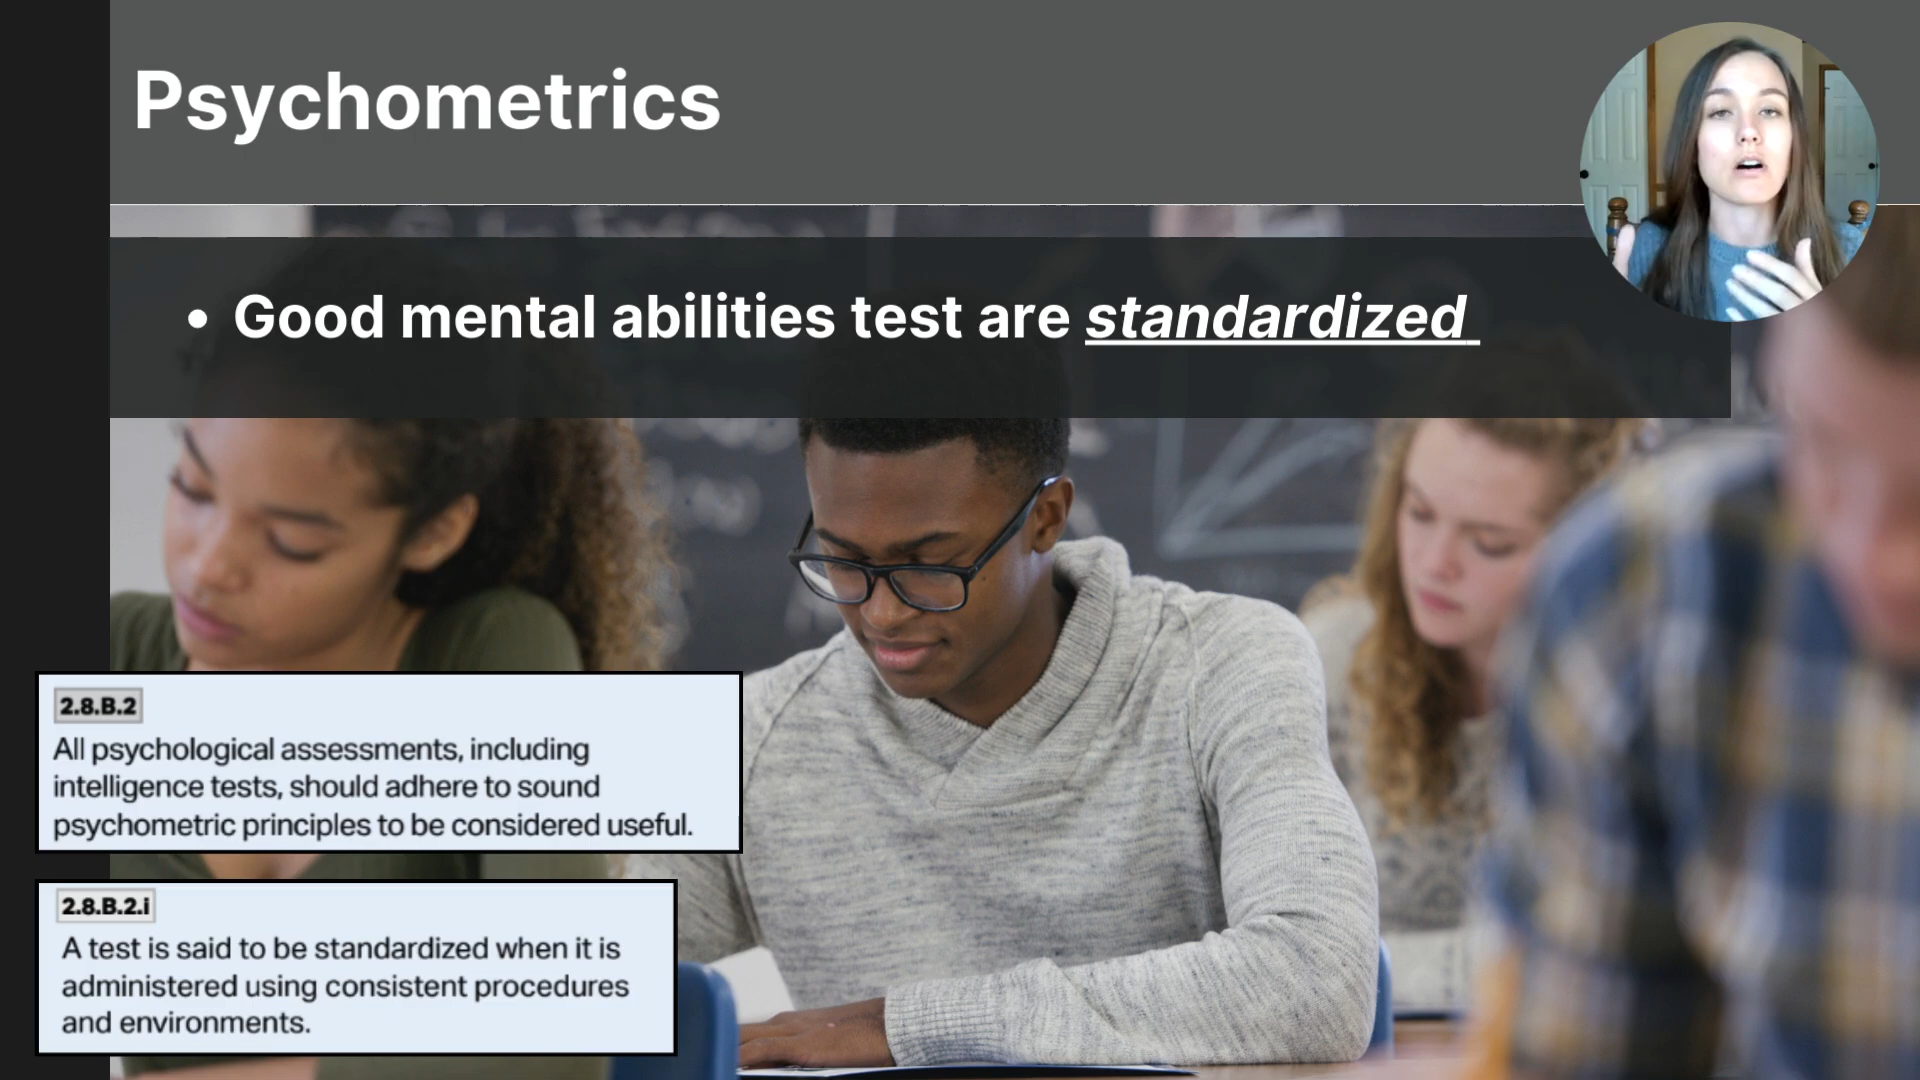 Psychometrics
• Good mental abilities test are standardized
2.8.B.2
All psychological assessments, including
intelligence tests, should adhere to sound
psychometric principles to be considered useful.
2.8.B.2.i
A test is said to be standardized when it is
administered using consistent procedures
and environments.